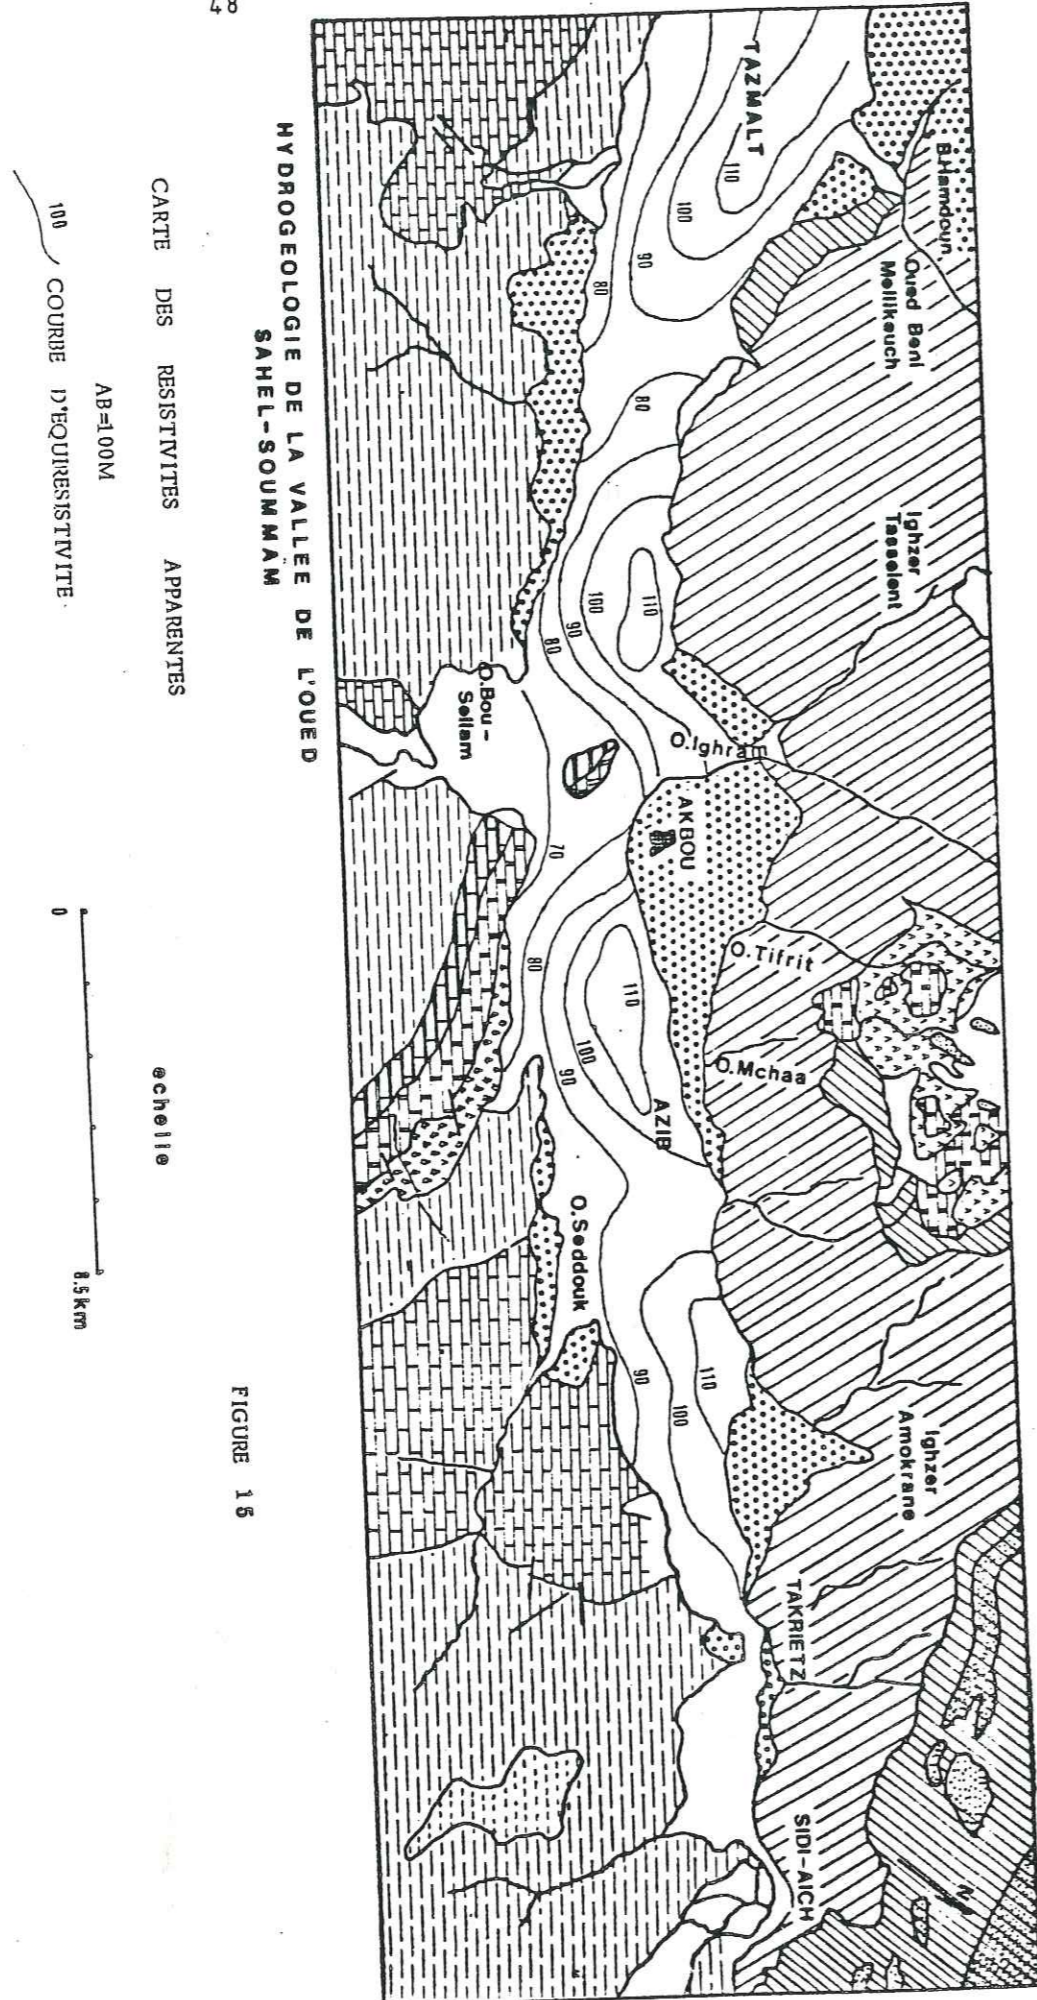 48
TAZMALT
B.Hamdoun
Oued Beni
Mellikeuch
Ighzer
Tasselent
O.Ighram
AKBOU
O.Tifrit
O.Mchaa
AZIB
Ighzer
Amokrane
TAKRIETZ
SIDI-AICH
N
O.Bou-
Sellam
O.Seddouk
110
100
90
80
80
110
100
90
80
70
110
100
90
80
110
100
90
HYDROGEOLOGIE DE LA VALLEE DE L'OUED
SAHEL-SOUMMAM
CARTE DES RESISTIVITES APPARENTES
AB=100M
100 COURBE D'EQUIRESISTIVITE
echelle
0
8.5km
FIGURE 15